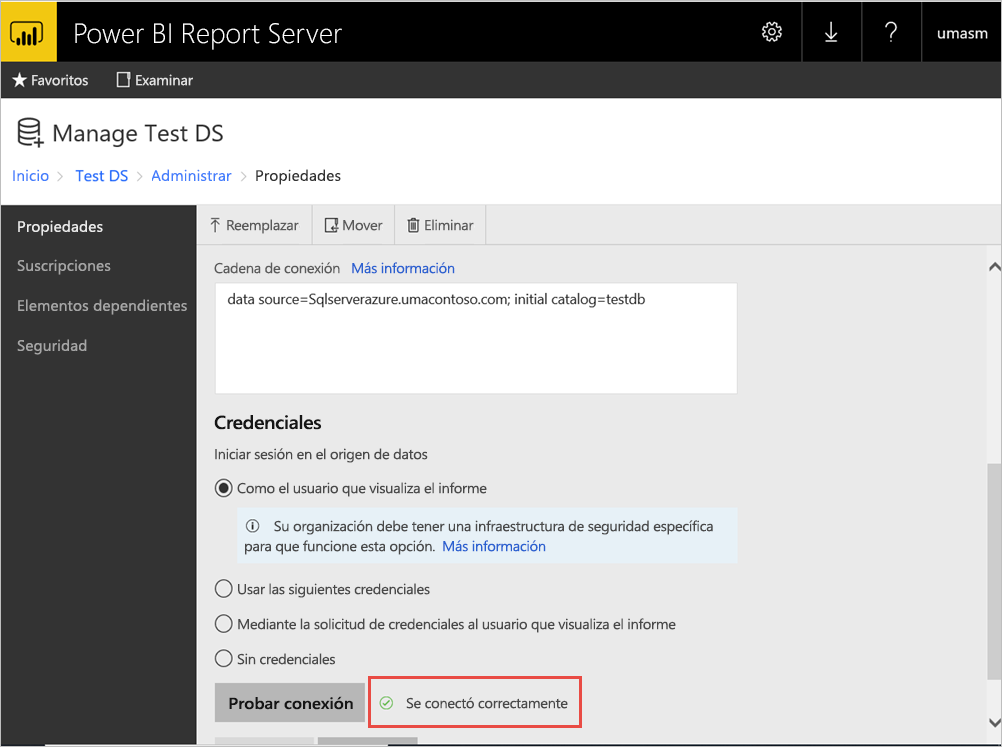 Power BI Report Server
? umasm
Favoritos Examinar
Manage Test DS
Inicio > Test DS > Administrar > Propiedades
Propiedades
Suscripciones
Elementos dependientes
Seguridad
Reemplazar Mover Eliminar
Cadena de conexión Más información
data source=Sqlserverazure.umacontoso.com; initial catalog=testdb
Credenciales
Iniciar sesión en el origen de datos
Como el usuario que visualiza el informe
Su organización debe tener una infraestructura de seguridad específica
para que funcione esta opción. Más información
Usar las siguientes credenciales
Mediante la solicitud de credenciales al usuario que visualiza el informe
Sin credenciales
Probar conexión Se conectó correctamente